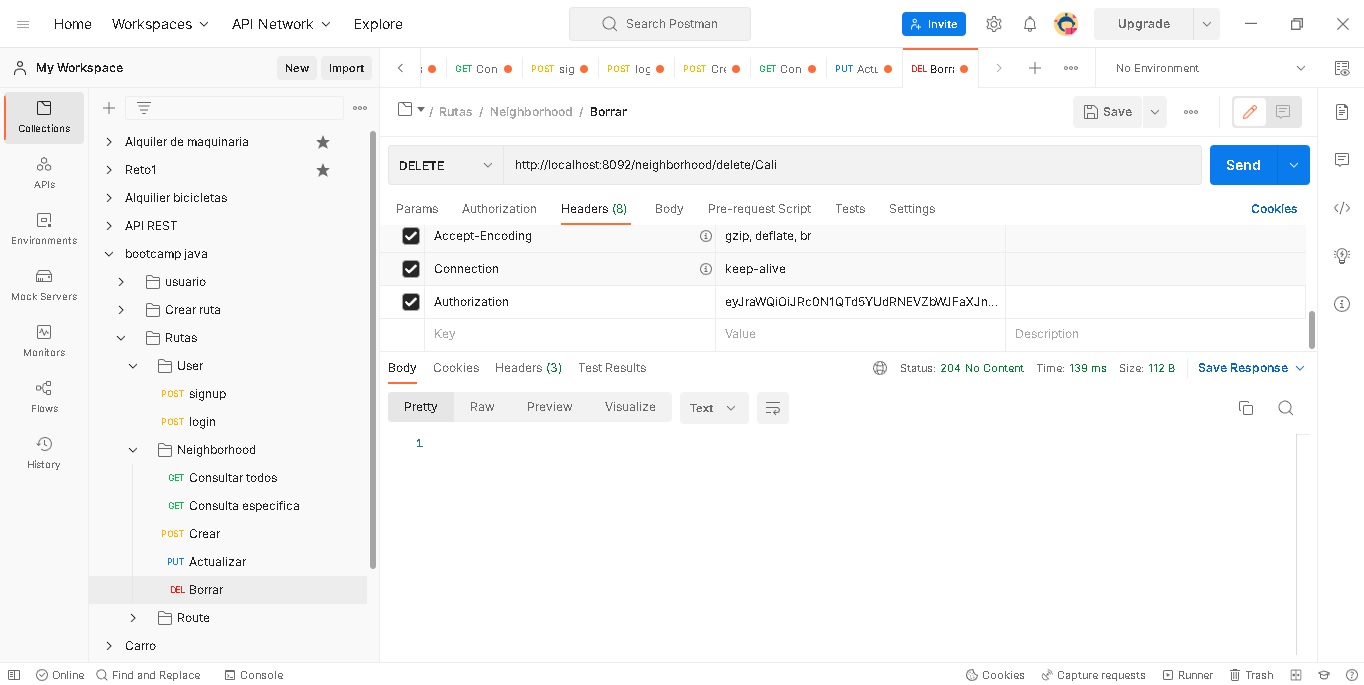 Home Workspaces API Network Explore Search Postman Invite Upgrade
My Workspace New Import
GET Con POST sig POST log POST Cre GET Con PUT Actu DEL Borr No Environment
Collections
APIs
Environments
Mock Servers
Monitors
Flows
History
Alquiler de maquinaria
Reto1
Alquilier bicicletas
API REST
bootcamp java
usuario
Crear ruta
Rutas
User
POST signup
POST login
Neighborhood
GET Consultar todos
GET Consulta especifica
POST Crear
PUT Actualizar
DEL Borrar
Route
Carro
/ Rutas / Neighborhood / Borrar Save
DELETE http://localhost:8092/neighborhood/delete/Cali Send
Params Authorization Headers (8) Body Pre-request Script Tests Settings Cookies
Accept-Encoding gzip, deflate, br
Connection keep-alive
Authorization eyJraWQiOiJRc0N1QTd5YUdRNEVZbWJFaXJn...
Key Value Description
Body Cookies Headers (3) Test Results Status: 204 No Content Time: 139 ms Size: 112 B Save Response
Pretty Raw Preview Visualize Text
1
Online Find and Replace Console Cookies Capture requests Runner Trash